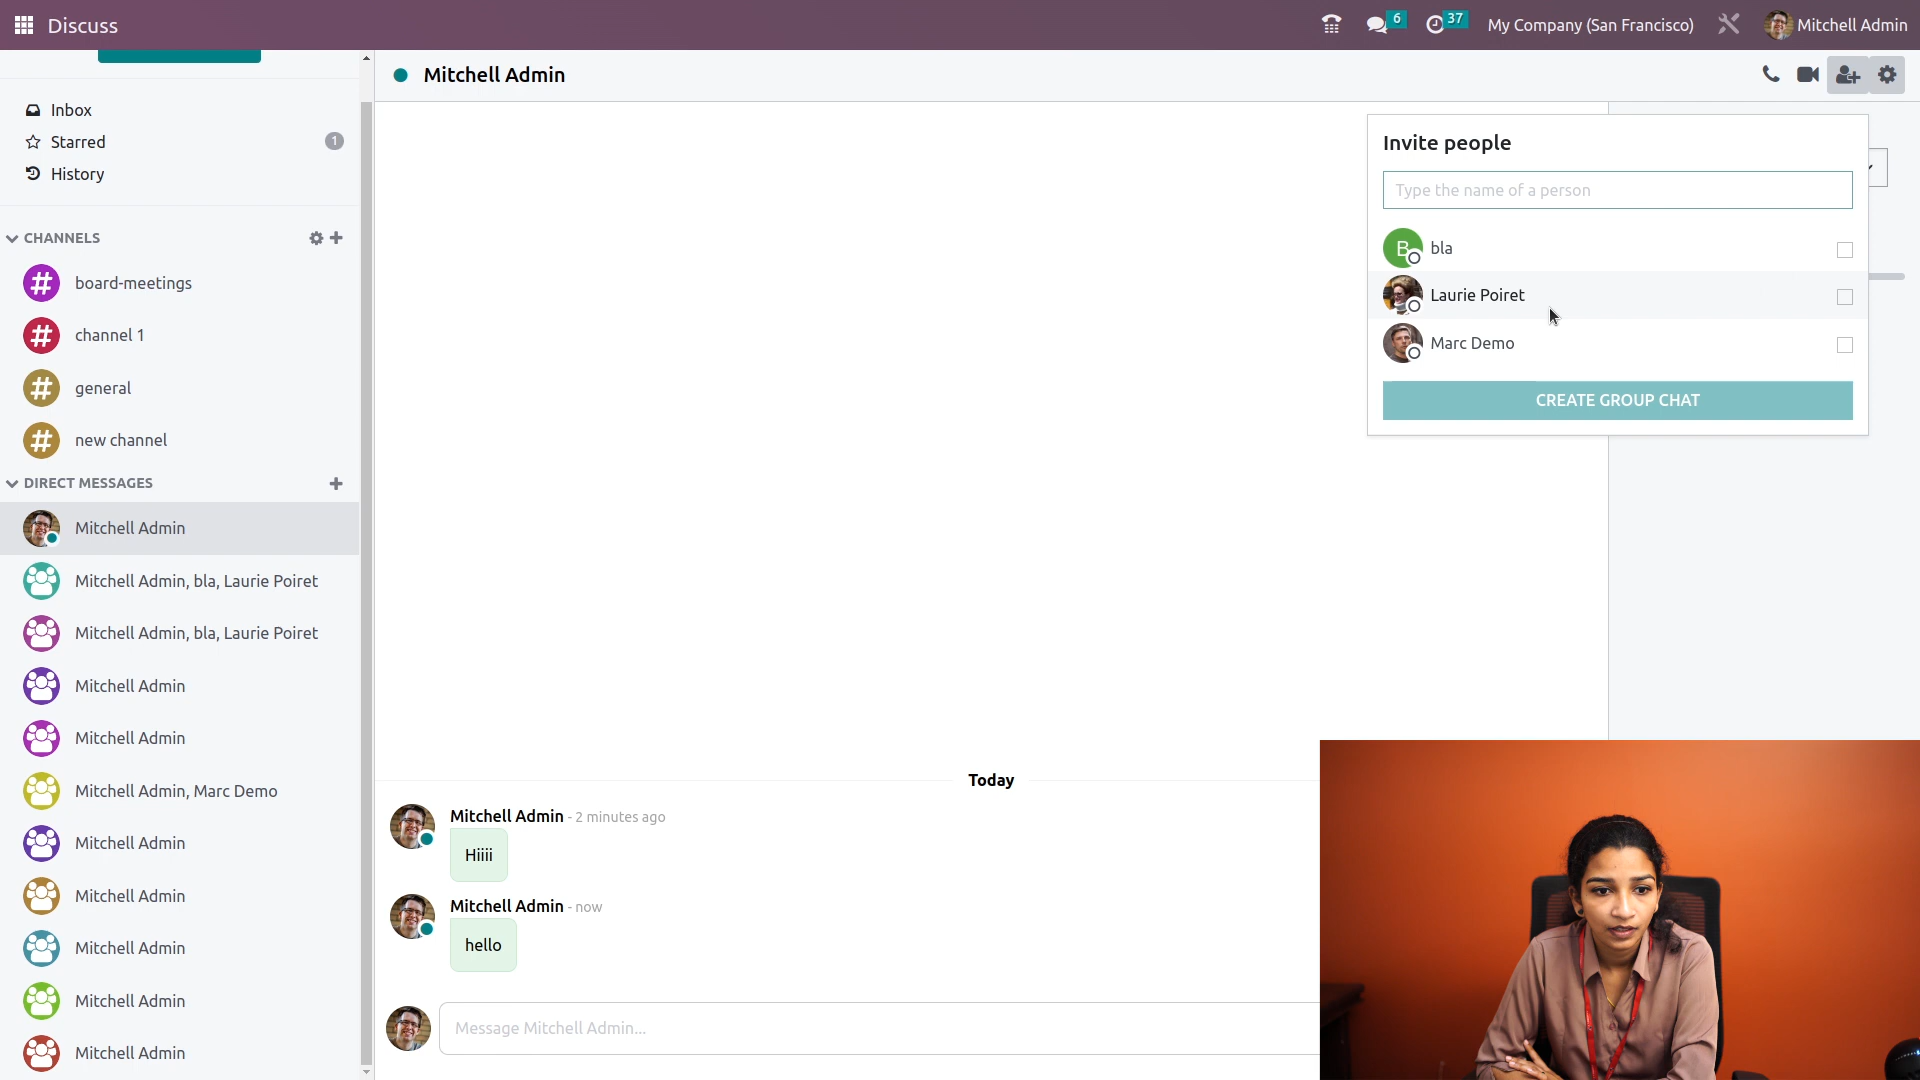 Discuss
6
37
My Company (San Francisco)
Mitchell Admin
Mitchell Admin
Inbox
Starred
1
History
CHANNELS
board-meetings
channel 1
general
new channel
DIRECT MESSAGES
Mitchell Admin
Mitchell Admin, bla, Laurie Poiret
Mitchell Admin, bla, Laurie Poiret
Mitchell Admin
Mitchell Admin
Mitchell Admin, Marc Demo
Mitchell Admin
Mitchell Admin
Mitchell Admin
Mitchell Admin
Mitchell Admin
Invite people
Type the name of a person
B
bla
Laurie Poiret
Marc Demo
CREATE GROUP CHAT
Today
Mitchell Admin - 2 minutes ago
Hiiii
Mitchell Admin - now
hello
Message Mitchell Admin...